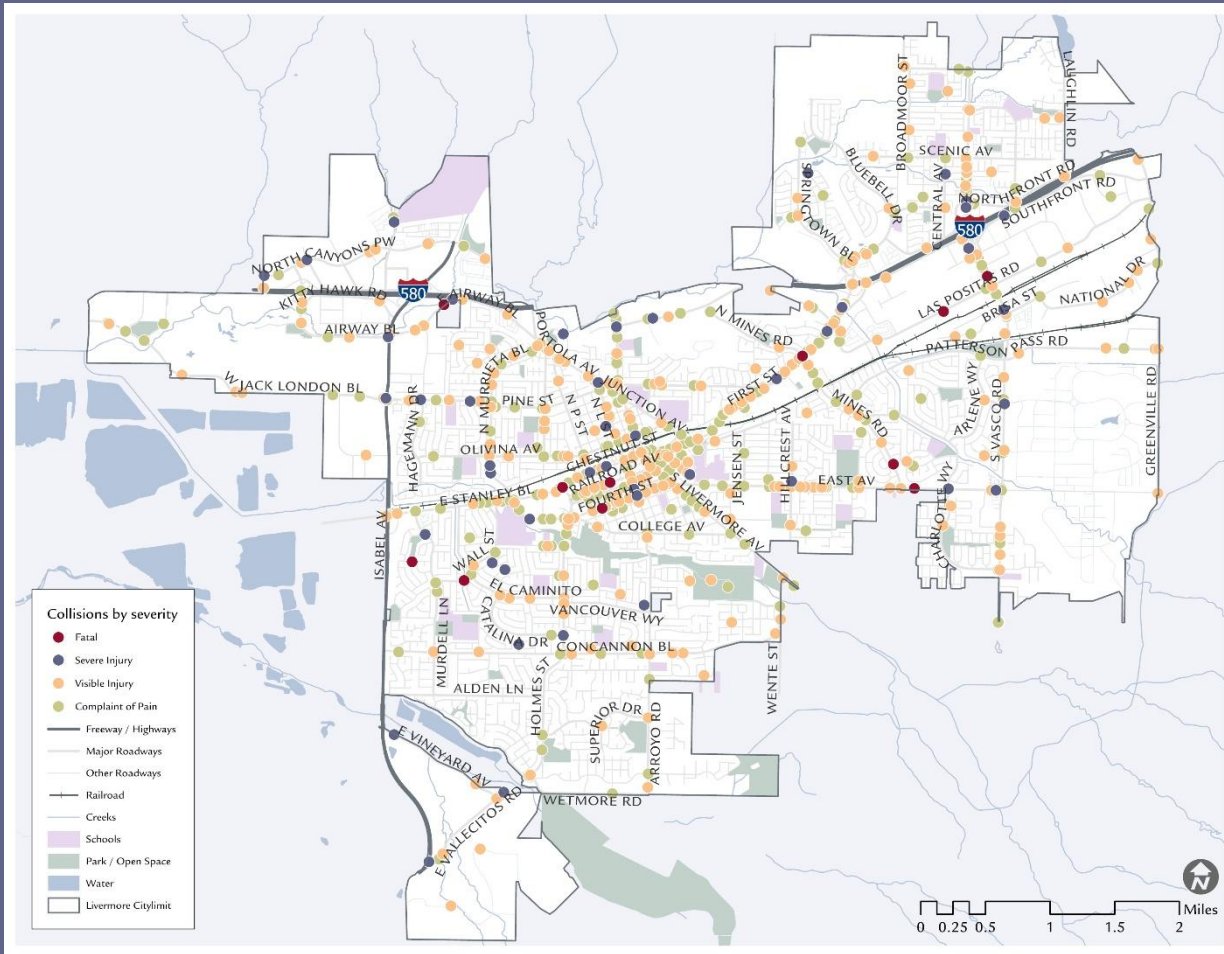 BROADMOOR ST
LAUGHLIN RD
SCENIC AV
BLUEBELL DR
SPRINGTOWN BL
CENTRAL AV
NORTHFRONT RD
SOUTHFRONT RD
580
NORTH CANYONS PW
KITTY HAWK RD
580
AIRWAY BL
AIRWAY BL
LAS POSITAS RD
BRISA ST
NATIONAL DR
N MINES RD
PORTOLA AV
PATTERSON PASS RD
N MURRIETA BL
W JACK LONDON BL
HAGEMANN DR
PINE ST
N P ST
N L ST
JUNCTION AV
FIRST ST
MINES RD
ARLENE WY
S VASCO RD
GREENVILLE RD
OLIVINA AV
CHESTNUT ST
RAILROAD AV
JENSEN ST
HILLCREST AV
EAST AV
E STANLEY BL
FOURTH ST
S LIVERMORE AV
CHARLOTTE WY
COLLEGE AV
ISABEL AV
WALL ST
EL CAMINITO
VANCOUVER WY
CATALINA DR
MURDELL LN
CONCANNON BL
WENTE ST
ALDEN LN
HOLMES ST
SUPERIOR DR
ARROYO RD
E VINEYARD AV
WETMORE RD
E VALLECITOS RD
Collisions by severity
Fatal
Severe Injury
Visible Injury
Complaint of Pain
Freeway / Highways
Major Roadways
Other Roadways
Railroad
Creeks
Schools
Park / Open Space
Water
Livermore Citylimit
N
Miles
0 0.25 0.5 1 1.5 2